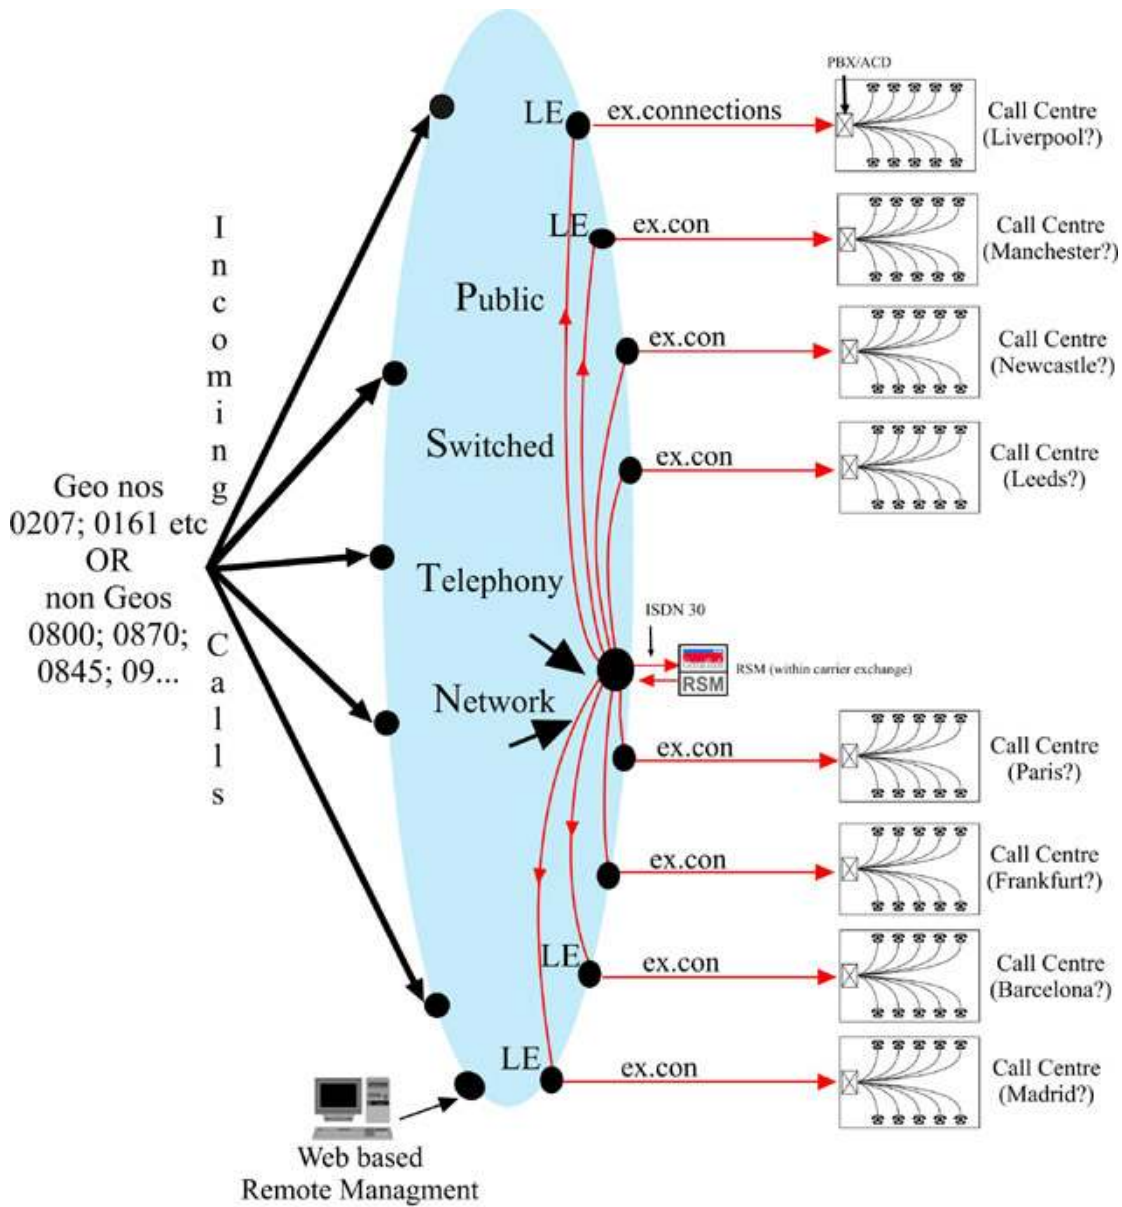 PBX/ACD
LE
ex.connections
Call Centre
(Liverpool?)
LE
ex.con
Call Centre
(Manchester?)
Incoming
Public
ex.con
Call Centre
(Newcastle?)
Switched
ex.con
Call Centre
(Leeds?)
Geo nos
0207; 0161 etc
OR
non Geos
0800; 0870;
0845; 09...
Calls
Telephony
ISDN 30
RSM
RSM (within carrier exchange)
Network
ex.con
Call Centre
(Paris?)
ex.con
Call Centre
(Frankfurt?)
LE
ex.con
Call Centre
(Barcelona?)
LE
ex.con
Call Centre
(Madrid?)
Web based
Remote Managment